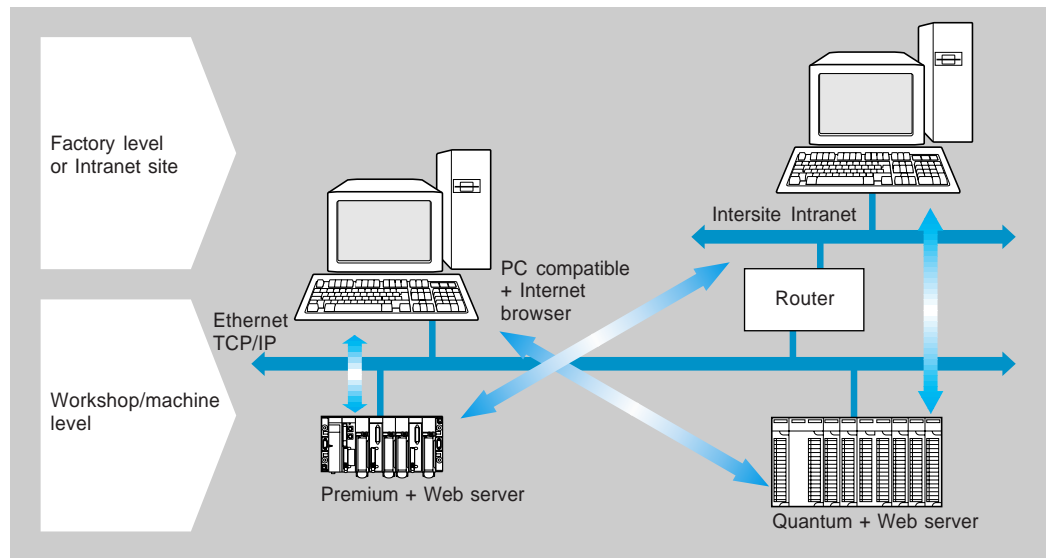 Factory level
or Intranet site
Intersite Intranet
PC compatible
+ Internet
browser
Router
Ethernet
TCP/IP
Workshop/machine
level
Premium + Web server
Quantum + Web server